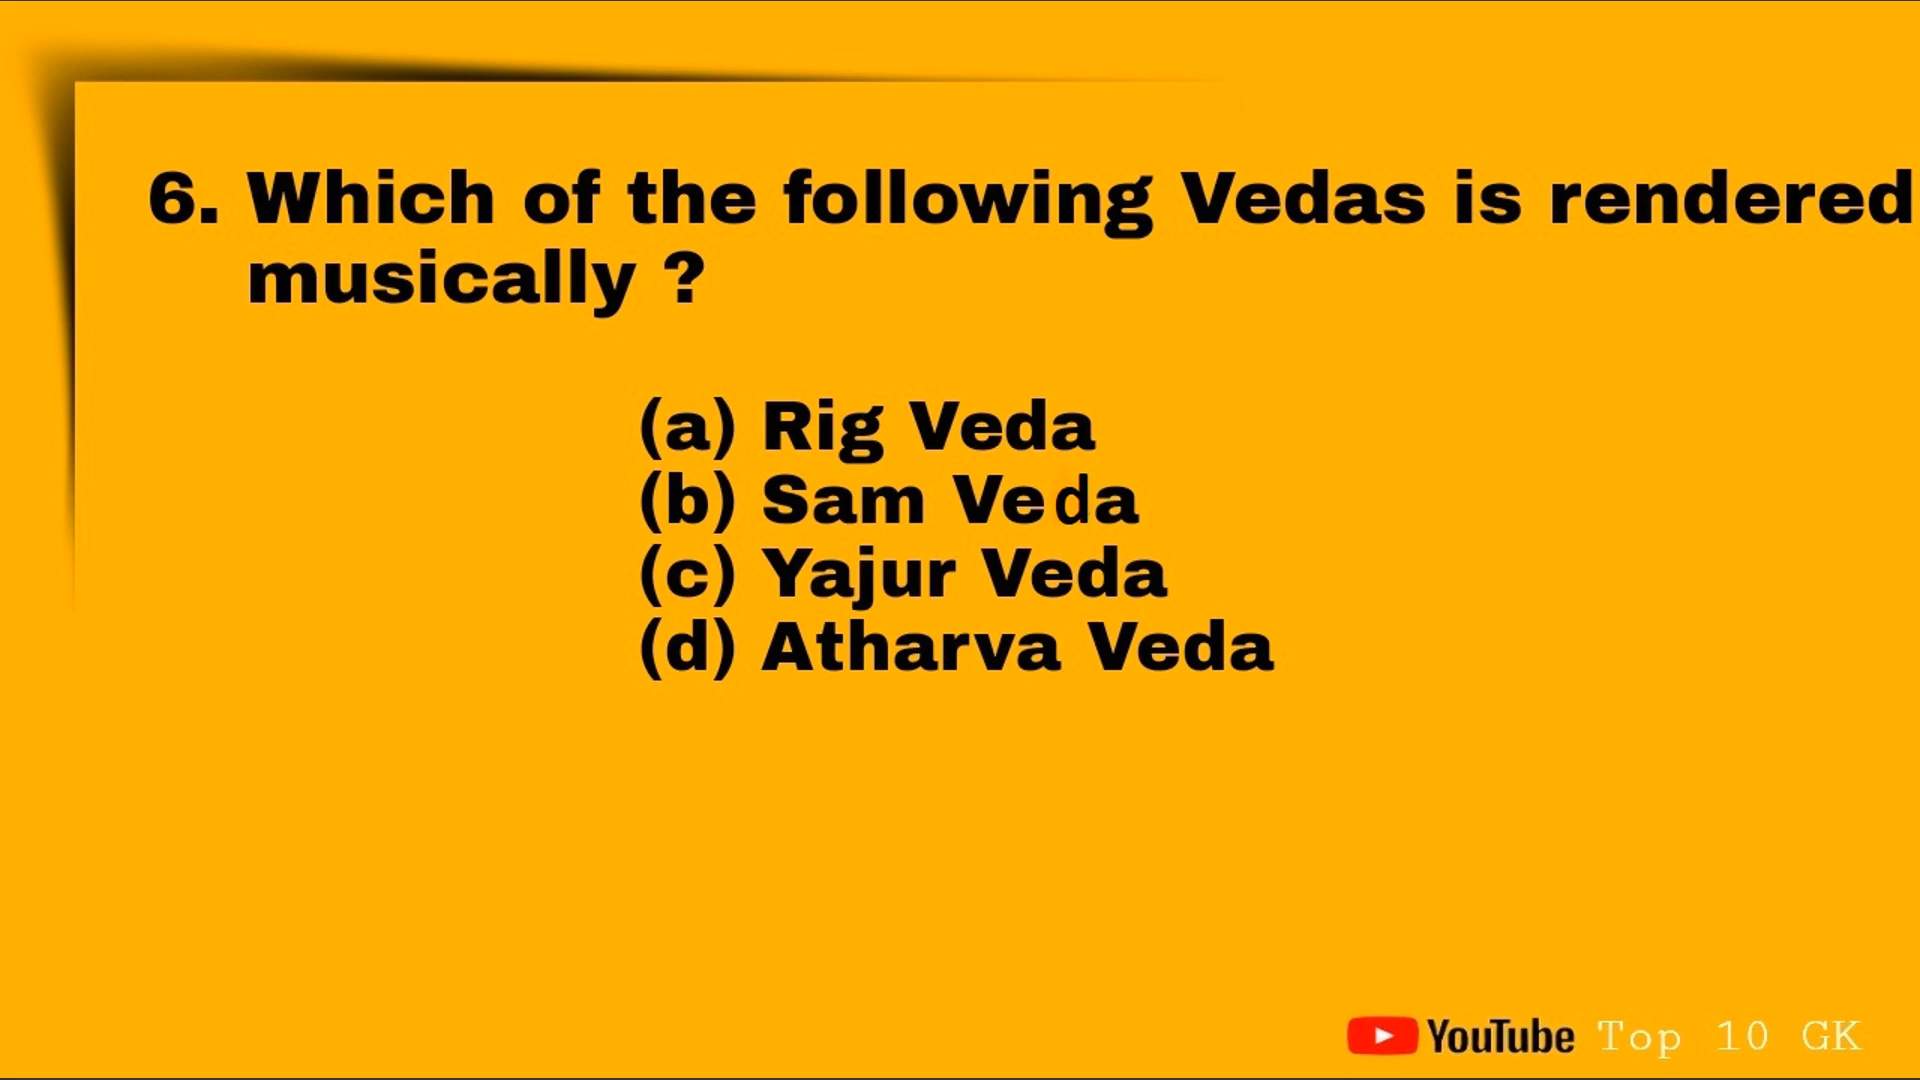 6. Which of the following Vedas is rendered
musically ?
(a) Rig Veda
(b) Sam Veda
(c) Yajur Veda
(d) Atharva Veda
YouTube Top 10 GK